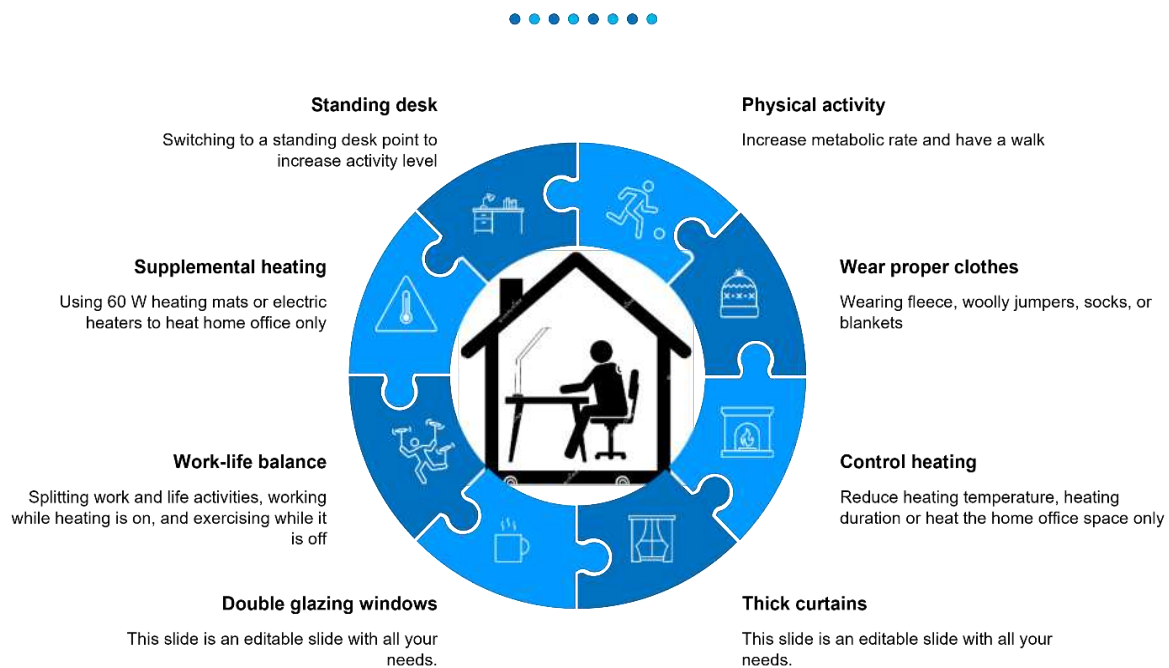 Standing desk
Switching to a standing desk point to
increase activity level
Physical activity
Increase metabolic rate and have a walk
Supplemental heating
Using 60 W heating mats or electric
heaters to heat home office only
Wear proper clothes
Wearing fleece, woolly jumpers, socks, or
blankets
Work-life balance
Splitting work and life activities, working
while heating is on, and exercising while it
is off
Control heating
Reduce heating temperature, heating
duration or heat the home office space only
Double glazing windows
This slide is an editable slide with all your
needs.
Thick curtains
This slide is an editable slide with all your
needs.